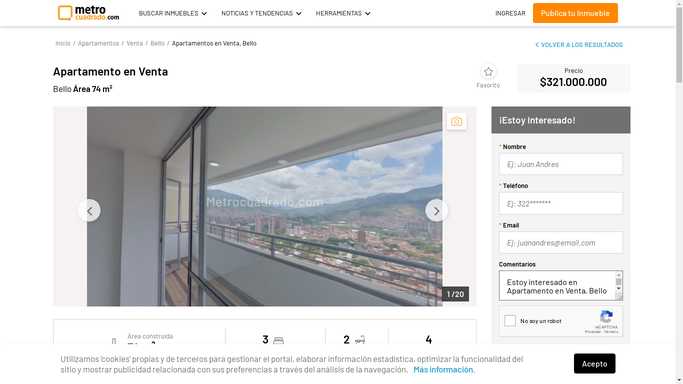 metro
cuadrado.com
BUSCAR INMUEBLES
NOTICIAS Y TENDENCIAS
HERRAMIENTAS
INGRESAR
Publica tu Inmueble
Inicio / Apartamentos / Venta / Bello / Apartamentos en Venta, Bello
VOLVER A LOS RESULTADOS
Apartamento en Venta
Bello Área 74 m²
Favorito
Precio
$321.000.000
Metrocuadrado.com
1 / 20
¡Estoy Interesado!
* Nombre
Ej: Juan Andres
* Teléfono
Ej: 322*******
* Email
Ej: juanandres@email.com
Comentarios
Estoy interesado en
Apartamento en Venta, Bello
No soy un robot
reCAPTCHA
Privacidad - Términos
Área construida
3
2
4
Utilizamos 'cookies' propias y de terceros para gestionar el portal, elaborar información estadística, optimizar la funcionalidad del
sitio y mostrar publicidad relacionada con sus preferencias a través del análisis de la navegación. Más información.
Acepto